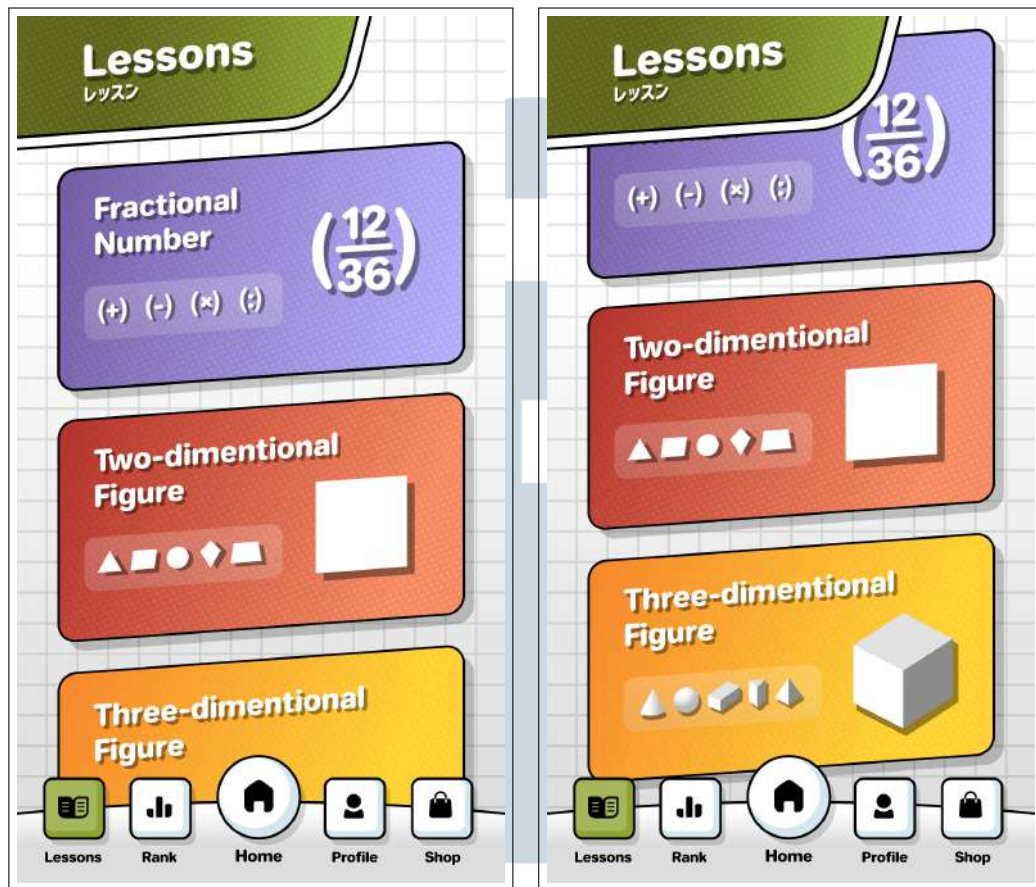 Lessons
レッスン
Fractional
Number
(+) (-) (×) (:)
(12/36)
Two-dimentional
Figure
Three-dimentional
Figure
Lessons Rank Home Profile Shop
Lessons
レッスン
(+) (-) (×) (:)
(12/36)
Two-dimentional
Figure
Three-dimentional
Figure
Lessons Rank Home Profile Shop